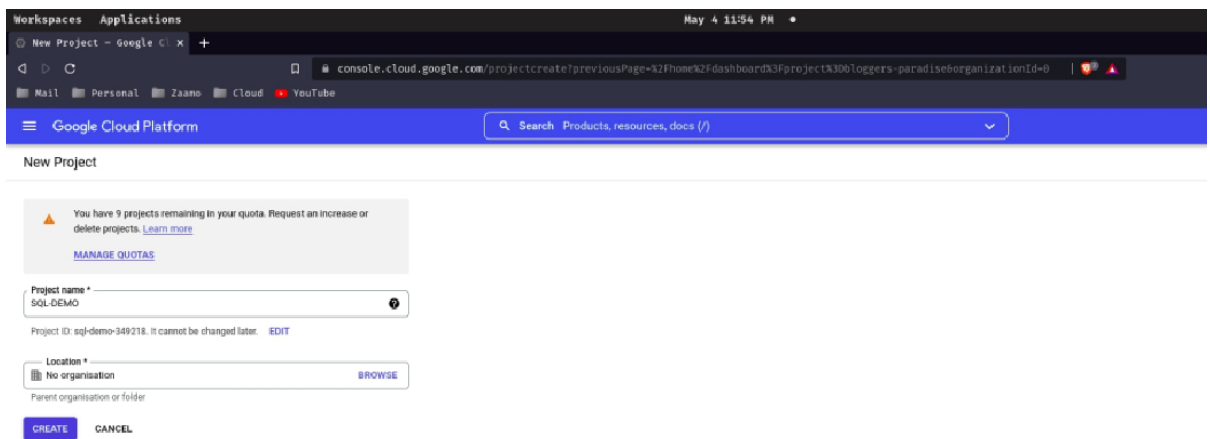 Workspaces Applications May 4 11:54 PM
New Project - Google Cl x +
console.cloud.google.com/projectcreate?previousPage=%2Fhome%2Fdashboard%3Fproject%3Dbloggers-paradise&organizationId=0
Mail Personal Zaamo Cloud YouTube
Google Cloud Platform Search Products, resources, docs (/)
New Project
You have 9 projects remaining in your quota. Request an increase or
delete projects. Learn more
MANAGE QUOTAS
Project name *
SQL-DEMO
Project ID: sql-demo-349218. It cannot be changed later. EDIT
Location *
No organisation BROWSE
Parent organisation or folder
CREATE CANCEL